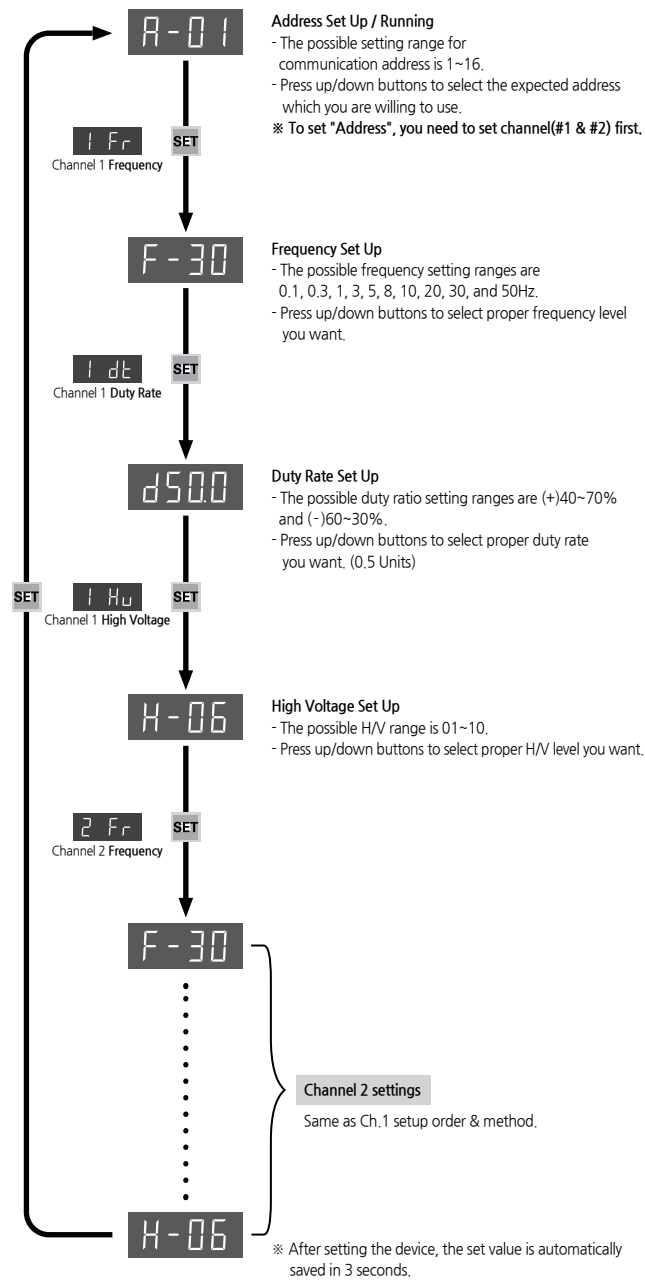 A-01
Address Set Up / Running
- The possible setting range for
communication address is 1~16.
- Press up/down buttons to select the expected address
which you are willing to use.
※ To set "Address", you need to set channel(#1 & #2) first.
1 Fr
SET
Channel 1 Frequency
F-30
Frequency Set Up
- The possible frequency setting ranges are
0.1, 0.3, 1, 3, 5, 8, 10, 20, 30, and 50Hz.
- Press up/down buttons to select proper frequency level
you want.
1 dt
SET
Channel 1 Duty Rate
d50.0
Duty Rate Set Up
- The possible duty ratio setting ranges are (+)40~70%
and (-)60~30%.
- Press up/down buttons to select proper duty rate
you want. (0.5 Units)
SET
1 Hu
SET
Channel 1 High Voltage
H-06
High Voltage Set Up
- The possible H/V range is 01~10.
- Press up/down buttons to select proper H/V level you want.
2 Fr
SET
Channel 2 Frequency
F-30
Channel 2 settings
Same as Ch.1 setup order & method.
H-06
※ After setting the device, the set value is automatically
saved in 3 seconds.